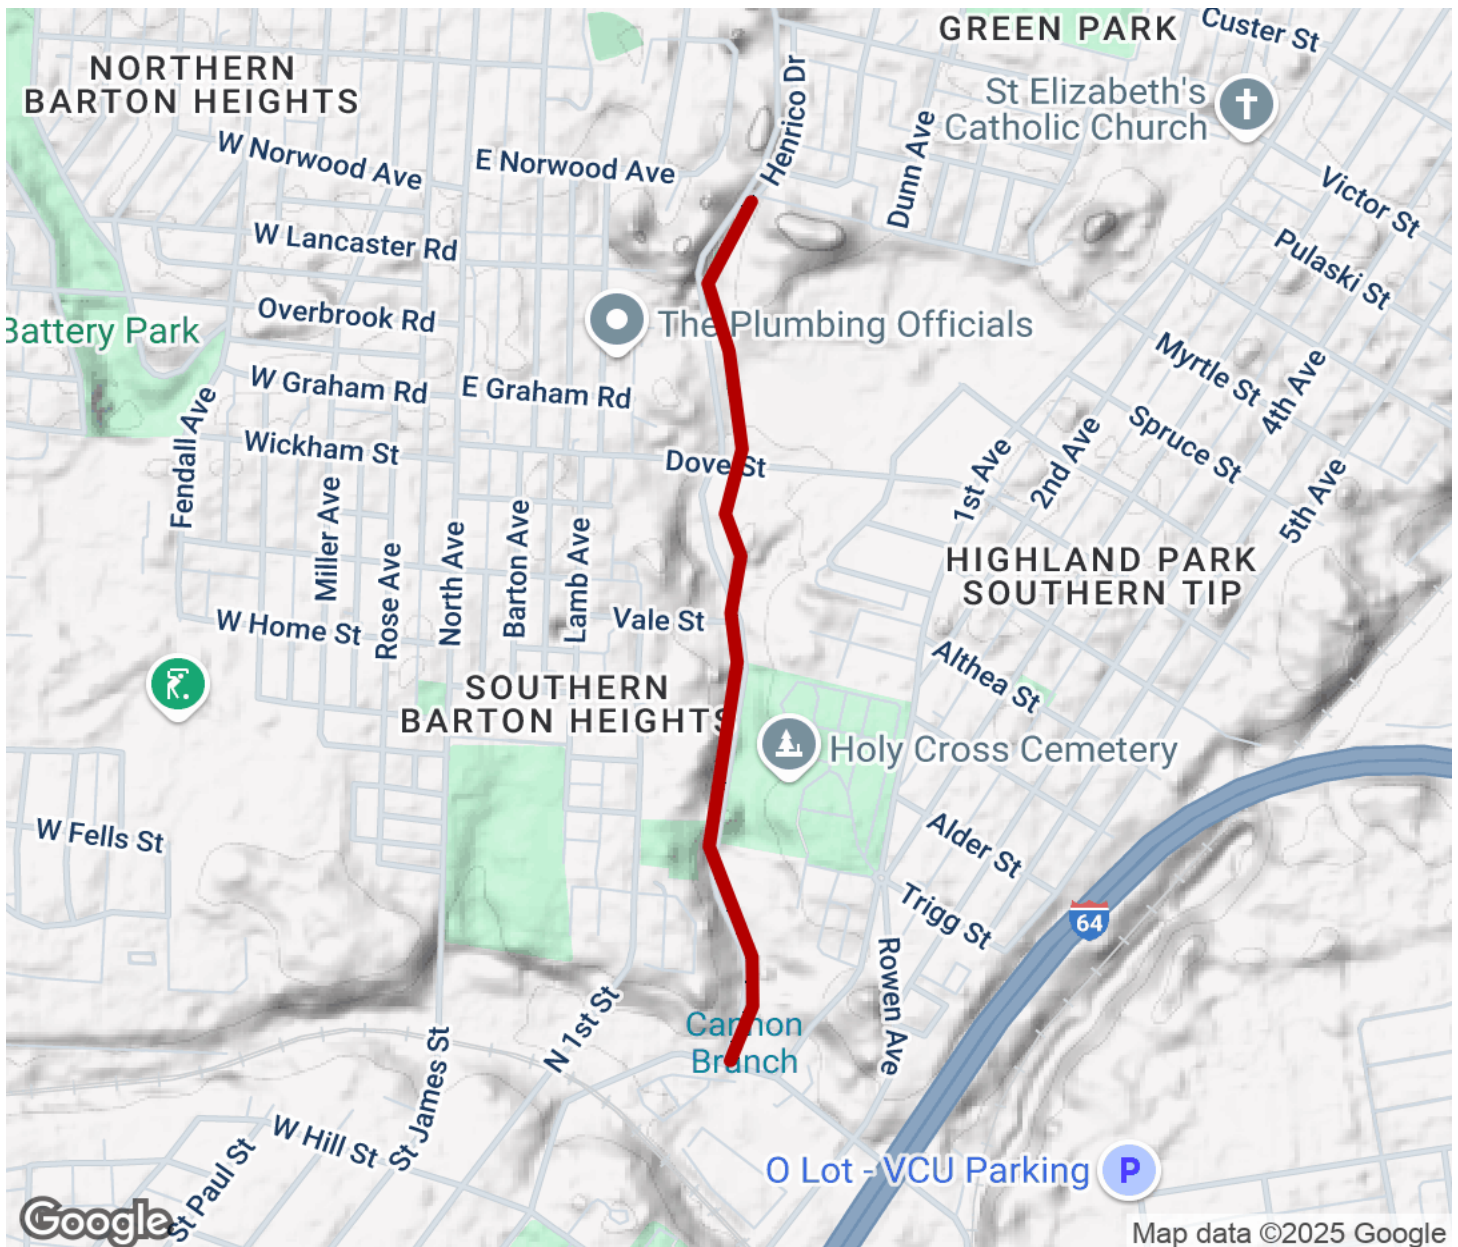 GREEN PARK
Custer St
NORTHERN
BARTON HEIGHTS
St Elizabeth's
Catholic Church
Henrico Dr
Dunn Ave
W Norwood Ave
E Norwood Ave
Victor St
W Lancaster Rd
Pulaski St
Overbrook Rd
Battery Park
The Plumbing Officials
Myrtle St
4th Ave
W Graham Rd
E Graham Rd
Fendall Ave
Wickham St
Dove St
1st Ave
2nd Ave
Spruce St
5th Ave
Miller Ave
Rose Ave
North Ave
Barton Ave
Lamb Ave
HIGHLAND PARK
SOUTHERN TIP
W Home St
Vale St
Althea St
SOUTHERN
BARTON HEIGHTS
Holy Cross Cemetery
W Fells St
Alder St
Trigg St
64
Rowen Ave
N 1st St
Cannon
Branch
St James St
W Hill St
St Paul St
O Lot - VCU Parking
P
Google
Map data ©2025 Google